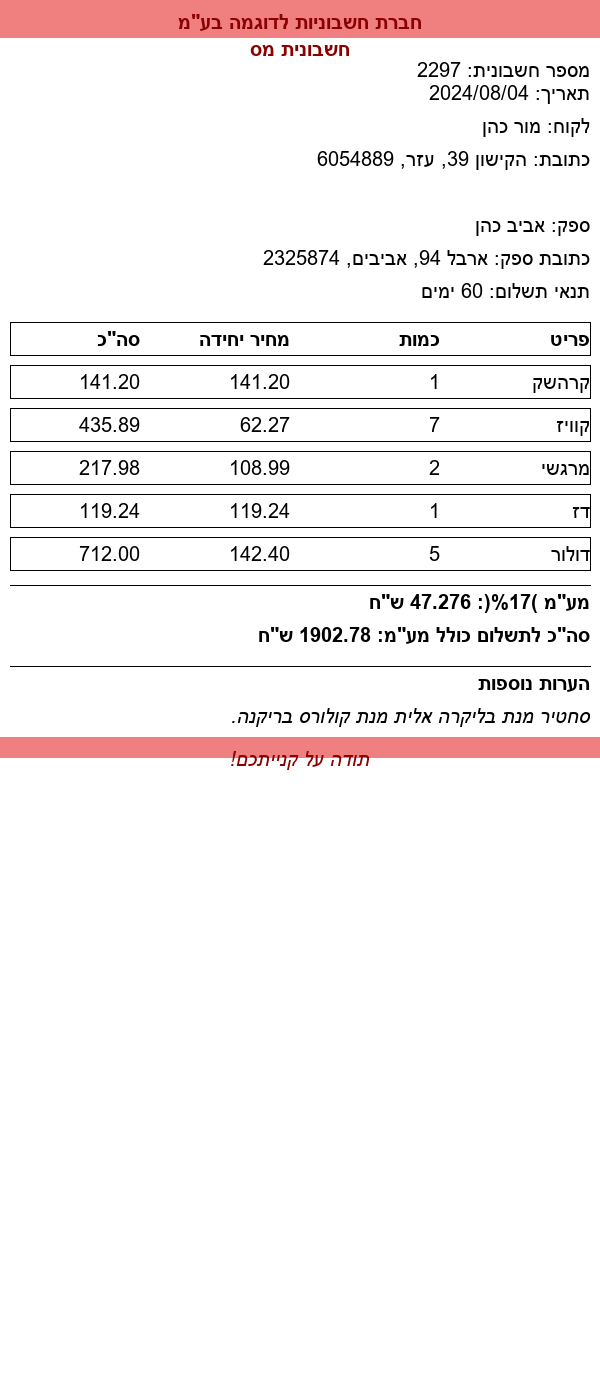 חברת חשבוניות לדוגמה בע"מ
חשבונית מס
מספר חשבונית: 2297
תאריך: 2024/08/04
לקוח: מור כהן
כתובת: הקישון 39, עזר, 6054889
ספק: אביב כהן
כתובת ספק: ארבל 94, אביבים, 2325874
תנאי תשלום: 60 ימים
פריט כמות מחיר יחידה סה"כ
קרהשק 1 141.20 141.20
קוויז 7 62.27 435.89
מרגשי 2 108.99 217.98
דז 1 119.24 119.24
דולור 5 142.40 712.00
מע"מ )17%(: 47.276 ש"ח
סה"כ לתשלום כולל מע"מ: 1902.78 ש"ח
הערות נוספות
סחטיר מנת בליקרה אלית מנת קולורס בריקנה.
תודה על קנייתכם!